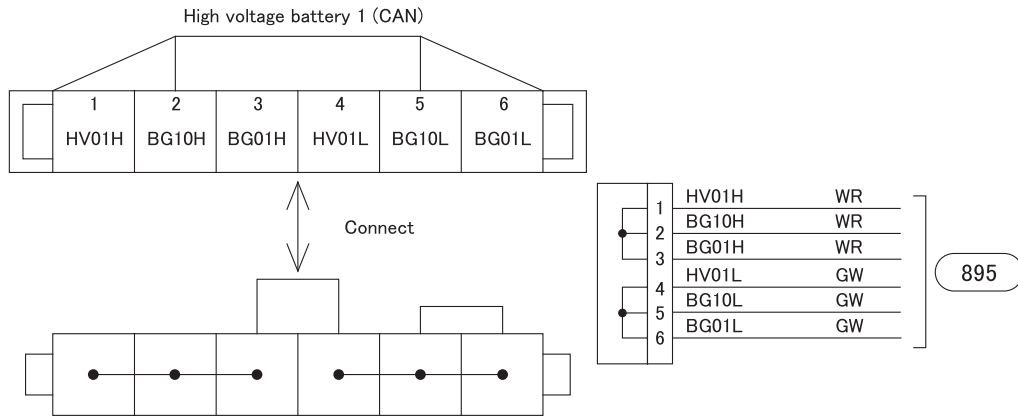 High voltage battery 1 (CAN)
1 2 3 4 5 6
HV01H BG10H BG01H HV01L BG10L BG01L
Connect
1 HV01H WR
2 BG10H WR
3 BG01H WR
4 HV01L GW
5 BG10L GW
6 BG01L GW
895